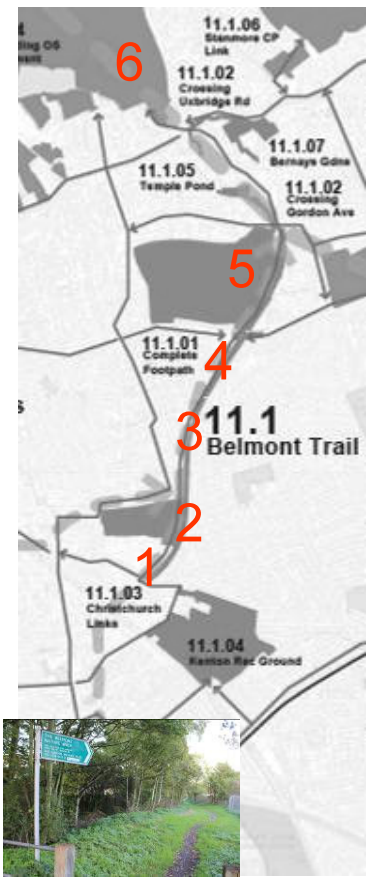 11.1.06
Stanmore CP
Link
6
11.1.02
Crossing
Uxbridge Rd
11.1.07
Bernays Gdns
11.1.05
Temple Pond
11.1.02
Crossing
Gordon Ave
5
11.1.01
Complete
Footpath
4
3
11.1
Belmont Trail
2
1
11.1.03
Christchurch
Links
11.1.04
Kenton Rec Ground